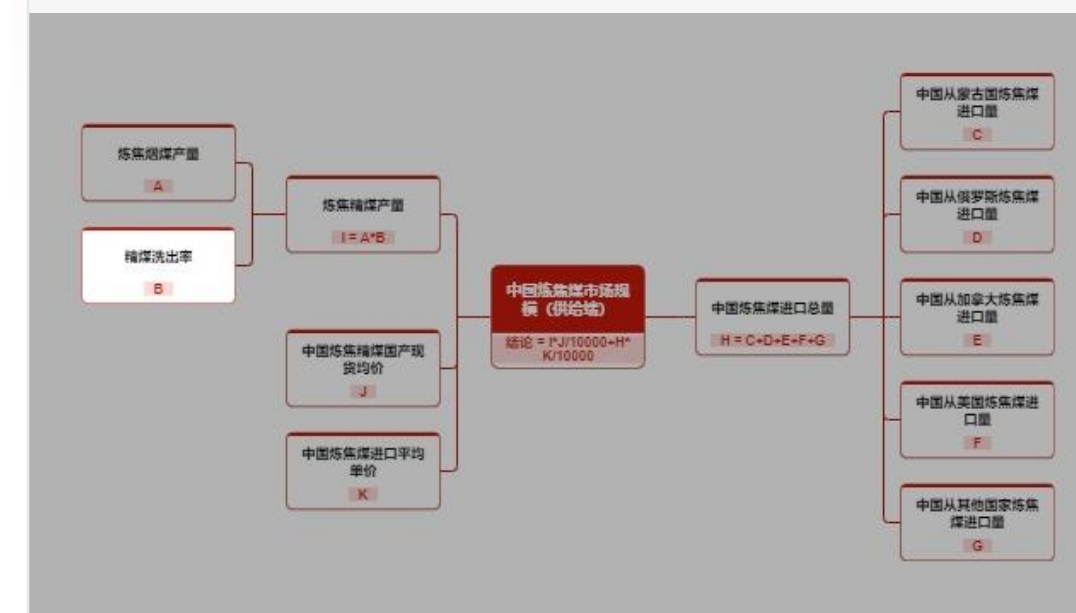 炼焦烟煤产量
A
精煤洗出率
B
炼焦精煤产量
I = A*B
中国炼焦精煤国产现
货均价
J
中国炼焦煤进口平均
单价
K
中国炼焦煤市场规
模（供给端）
结论 = I*J/10000+H*
K/10000
中国炼焦煤进口总量
H = C+D+E+F+G
中国从蒙古国炼焦煤
进口量
C
中国从俄罗斯炼焦煤
进口量
D
中国从加拿大炼焦煤
进口量
E
中国从美国炼焦煤进
口量
F
中国从其他国家炼焦
煤进口量
G